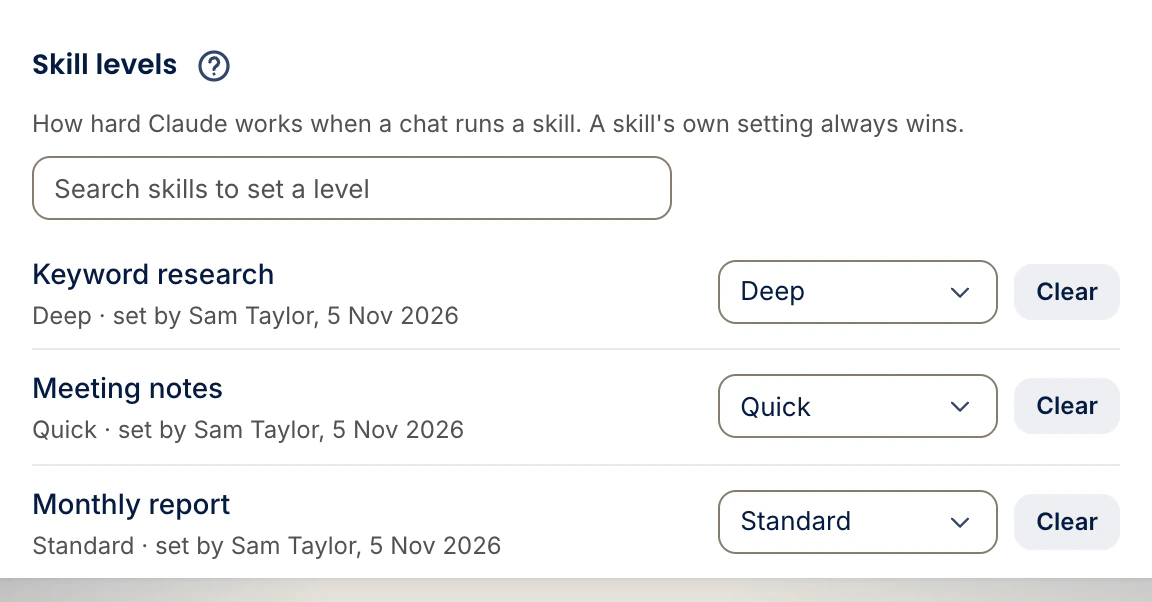 Skill levels
How hard Claude works when a chat runs a skill. A skill's own setting always wins.
Search skills to set a level
Keyword research
Deep · set by Sam Taylor, 5 Nov 2026
Deep
Clear
Meeting notes
Quick · set by Sam Taylor, 5 Nov 2026
Quick
Clear
Monthly report
Standard · set by Sam Taylor, 5 Nov 2026
Standard
Clear